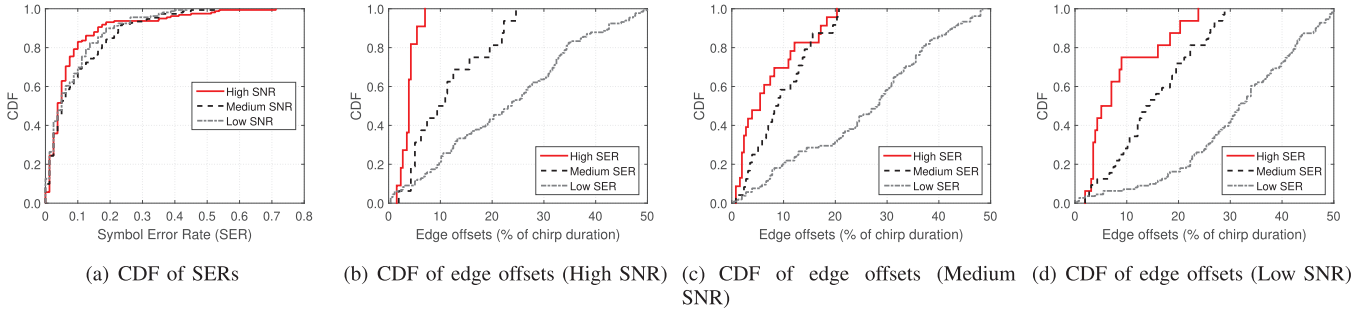 1.0
0.8
0.6
0.4
0.2
0.0
CDF
0 0.1 0.2 0.3 0.4 0.5 0.6 0.7 0.8
Symbol Error Rate (SER)
High SNR
Medium SNR
Low SNR
(a) CDF of SERs
1.0
0.8
0.6
0.4
0.2
0.0
CDF
0 10 20 30 40 50
Edge offsets (% of chirp duration)
High SER
Medium SER
Low SER
(b) CDF of edge offsets (High SNR)
1.0
0.8
0.6
0.4
0.2
0.0
CDF
0 10 20 30 40 50
Edge offsets (% of chirp duration)
High SER
Medium SER
Low SER
(c) CDF of edge offsets (Medium
SNR)
1.0
0.8
0.6
0.4
0.2
0.0
CDF
0 10 20 30 40 50
Edge offsets (% of chirp duration)
High SER
Medium SER
Low SER
(d) CDF of edge offsets (Low SNR)